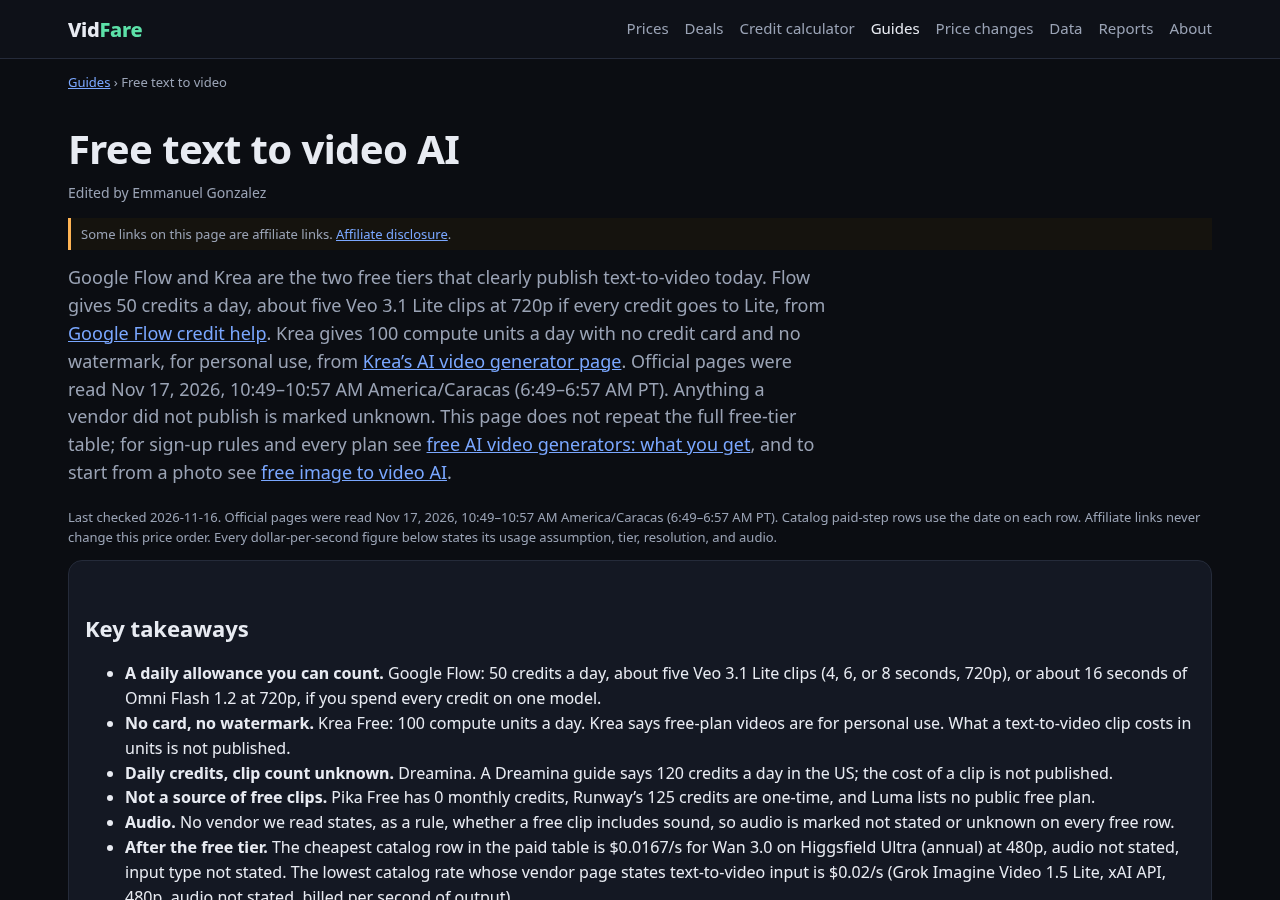 VidFare
Prices Deals Credit calculator Guides Price changes Data Reports About
Guides › Free text to video
Free text to video AI
Edited by Emmanuel Gonzalez
Some links on this page are affiliate links. Affiliate disclosure.
Google Flow and Krea are the two free tiers that clearly publish text-to-video today. Flow
gives 50 credits a day, about five Veo 3.1 Lite clips at 720p if every credit goes to Lite, from
Google Flow credit help. Krea gives 100 compute units a day with no credit card and no
watermark, for personal use, from Krea’s AI video generator page. Official pages were
read Nov 17, 2026, 10:49–10:57 AM America/Caracas (6:49–6:57 AM PT). Anything a
vendor did not publish is marked unknown. This page does not repeat the full free-tier
table; for sign-up rules and every plan see free AI video generators: what you get, and to
start from a photo see free image to video AI.
Last checked 2026-11-16. Official pages were read Nov 17, 2026, 10:49–10:57 AM America/Caracas (6:49–6:57 AM PT). Catalog paid-step rows use the date on each row. Affiliate links never
change this price order. Every dollar-per-second figure below states its usage assumption, tier, resolution, and audio.
Key takeaways
• A daily allowance you can count. Google Flow: 50 credits a day, about five Veo 3.1 Lite clips (4, 6, or 8 seconds, 720p), or about 16 seconds of
Omni Flash 1.2 at 720p, if you spend every credit on one model.
• No card, no watermark. Krea Free: 100 compute units a day. Krea says free-plan videos are for personal use. What a text-to-video clip costs in
units is not published.
• Daily credits, clip count unknown. Dreamina. A Dreamina guide says 120 credits a day in the US; the cost of a clip is not published.
• Not a source of free clips. Pika Free has 0 monthly credits, Runway’s 125 credits are one-time, and Luma lists no public free plan.
• Audio. No vendor we read states, as a rule, whether a free clip includes sound, so audio is marked not stated or unknown on every free row.
• After the free tier. The cheapest catalog row in the paid table is $0.0167/s for Wan 3.0 on Higgsfield Ultra (annual) at 480p, audio not stated,
input type not stated. The lowest catalog rate whose vendor page states text-to-video input is $0.02/s (Grok Imagine Video 1.5 Lite, xAI API,
480p, audio not stated, billed per second of output)